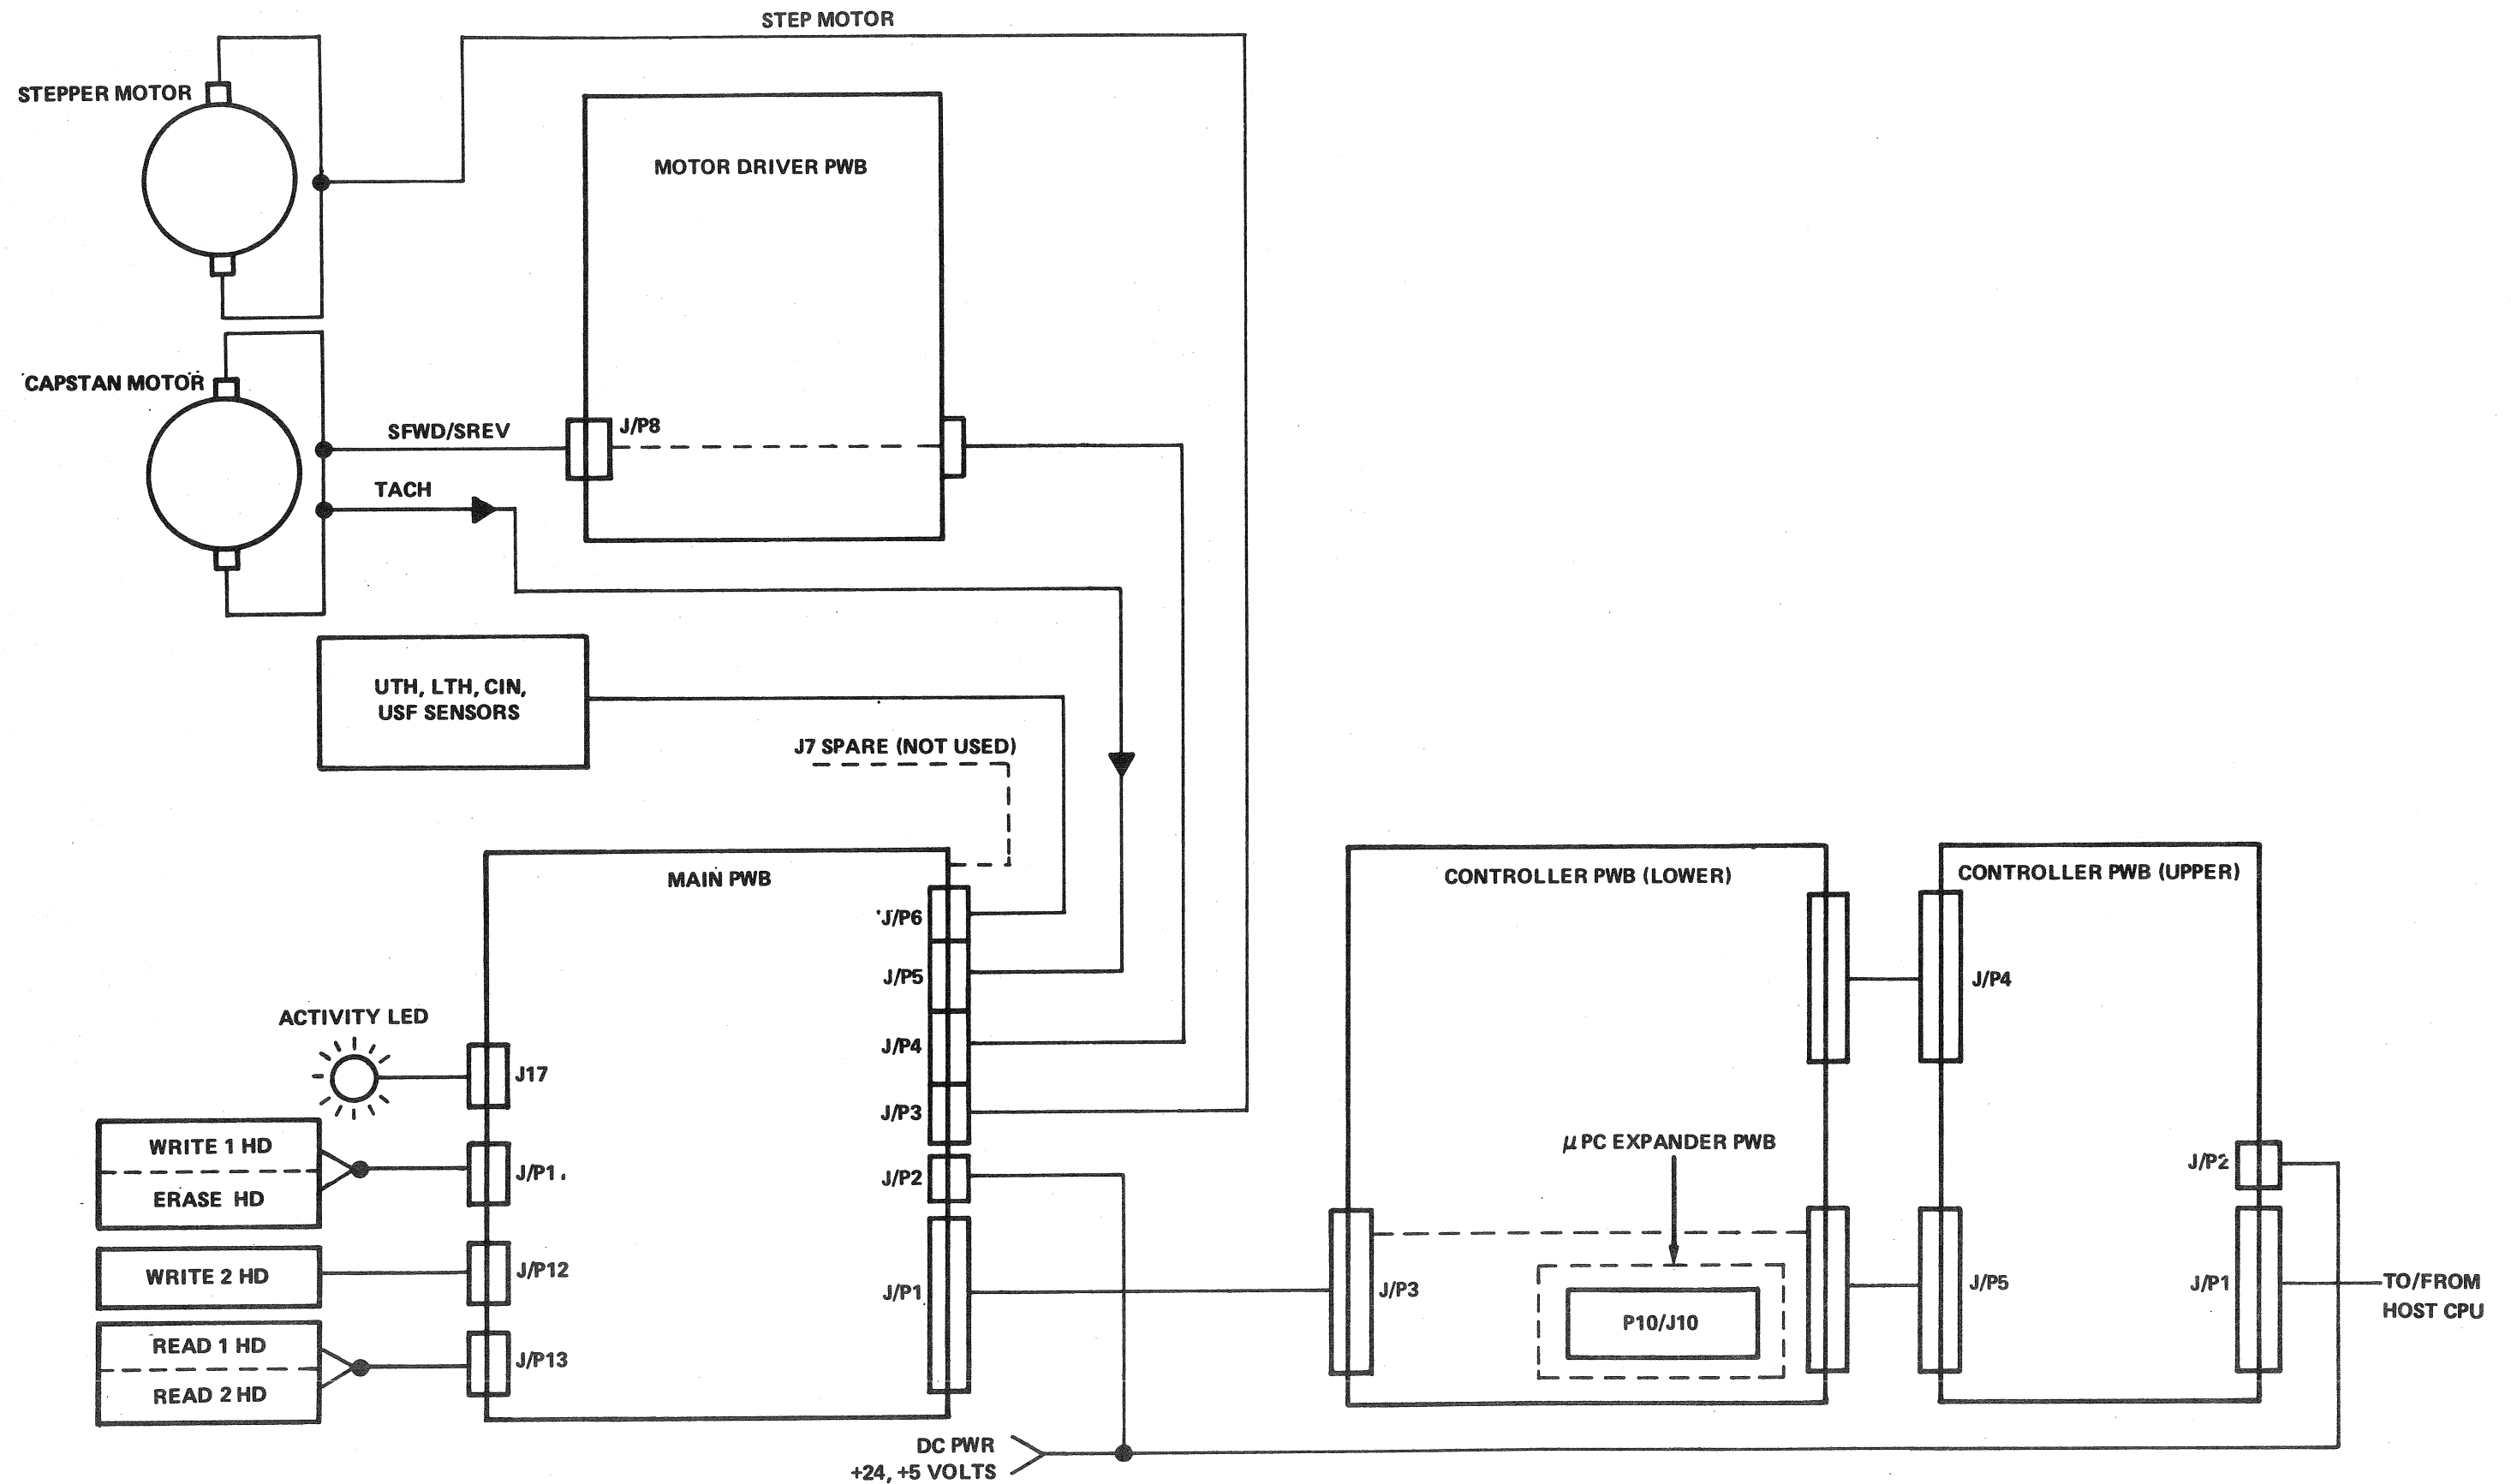 STEP MOTOR
STEPPER MOTOR
MOTOR DRIVER PWB
CAPSTAN MOTOR
J/P8
SFWD/SREV
TACH
UTH, LTH, CIN,
USF SENSORS
J7 SPARE (NOT USED)
MAIN PWB
CONTROLLER PWB (LOWER)
CONTROLLER PWB (UPPER)
J/P6
J/P5
J/P4
ACTIVITY LED
J/P4
J17
J/P3
WRITE 1 HD
ERASE HD
J/P1
J/P2
µPC EXPANDER PWB
J/P2
WRITE 2 HD
J/P12
J/P1
J/P3
P10/J10
J/P5
J/P1
TO/FROM
HOST CPU
READ 1 HD
READ 2 HD
J/P13
DC PWR
+24, +5 VOLTS